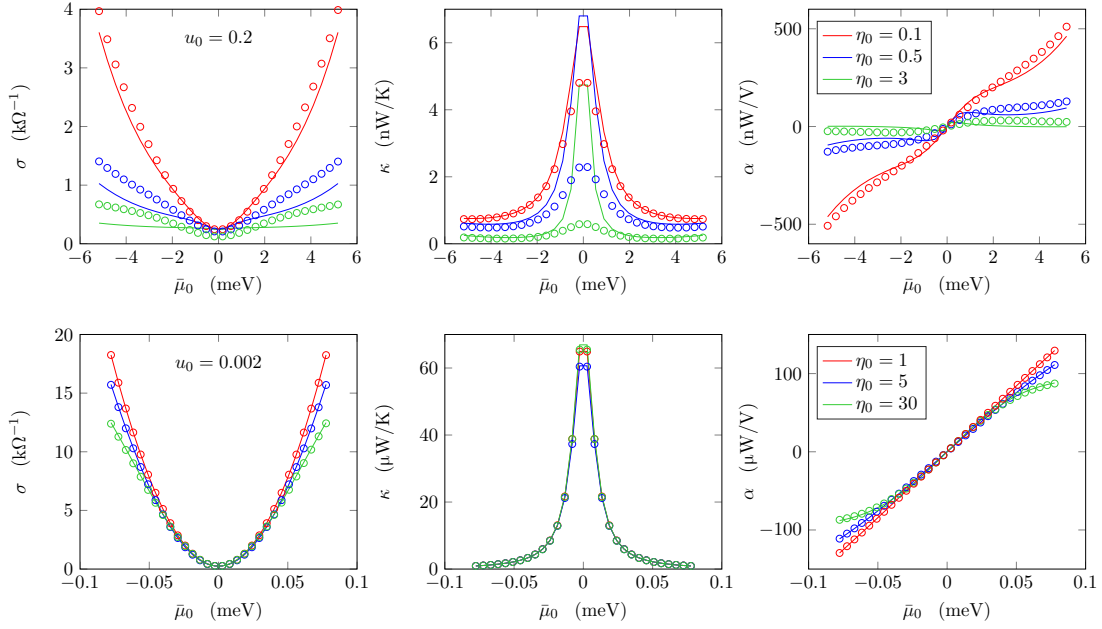 4
3
2
1
0
σ (kΩ⁻¹)
u₀ = 0.2
−6 −4 −2 0 2 4 6
μ̄₀ (meV)
6
4
2
0
κ (nW/K)
−6 −4 −2 0 2 4 6
μ̄₀ (meV)
500
0
−500
α (nW/V)
η₀ = 0.1
η₀ = 0.5
η₀ = 3
−6 −4 −2 0 2 4 6
μ̄₀ (meV)
20
15
10
5
0
σ (kΩ⁻¹)
u₀ = 0.002
−0.1 −0.05 0 0.05 0.1
μ̄₀ (meV)
60
40
20
0
κ (μW/K)
−0.1 −0.05 0 0.05 0.1
μ̄₀ (meV)
100
0
−100
α (μW/V)
η₀ = 1
η₀ = 5
η₀ = 30
−0.1 −0.05 0 0.05 0.1
μ̄₀ (meV)